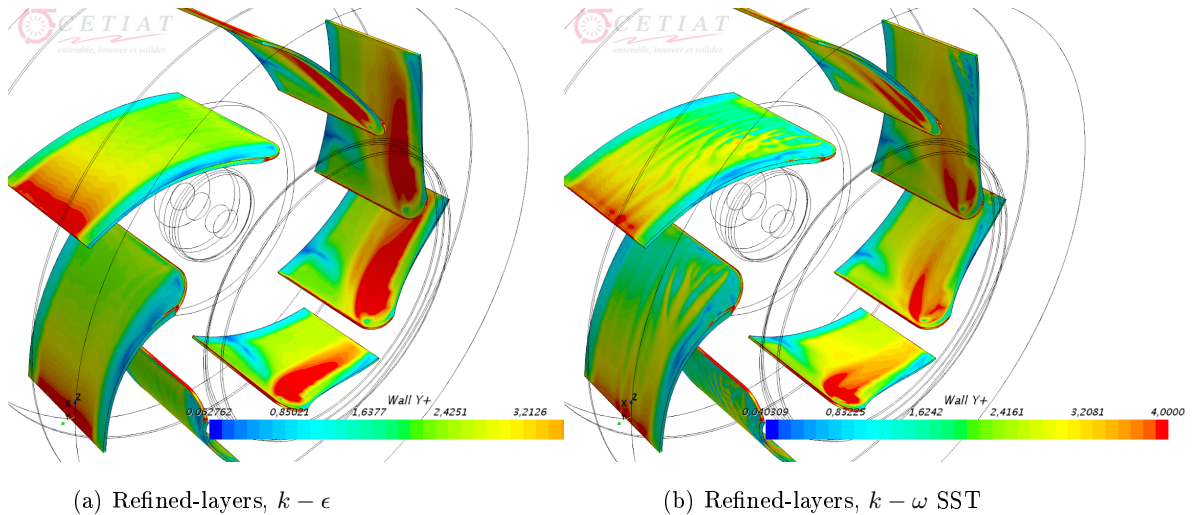 CETIAT
ensemble, innover et valider
CETIAT
ensemble, innover et valider
X Z
Wall Y+
0,052762 0,85021 1,6377 2,4251 3,2126
X Z
Wall Y+
0,040309 0,83225 1,6242 2,4161 3,2081 4,0000
(a) Refined-layers, k − ϵ
(b) Refined-layers, k − ω SST